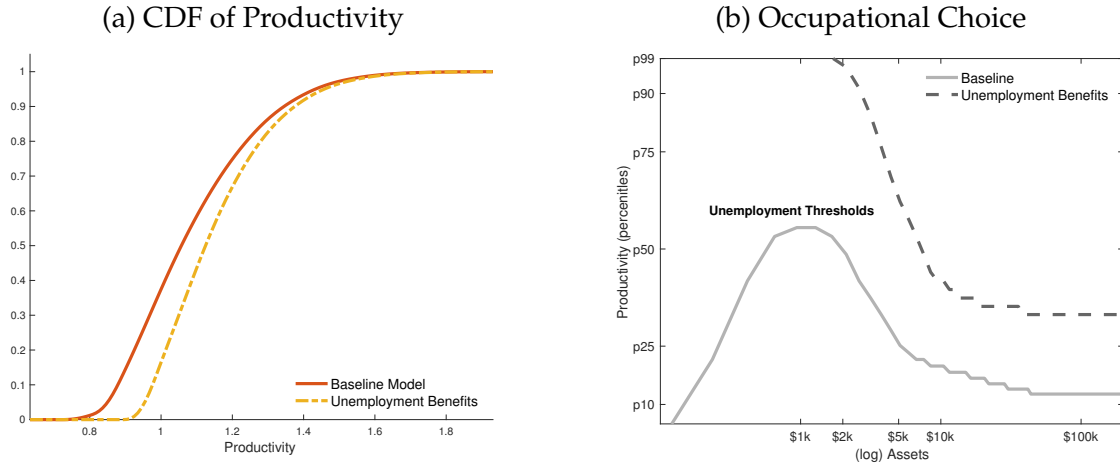 (a) CDF of Productivity
1
0.9
0.8
0.7
0.6
0.5
0.4
0.3
0.2
0.1
0
0.8
1
1.2
1.4
1.6
1.8
Productivity
Baseline Model
Unemployment Benefits
(b) Occupational Choice
p99
p90
p75
p50
p25
p10
Productivity (percenitles)
Baseline
Unemployment Benefits
Unemployment Thresholds
$1k
$2k
$5k
$10k
$100k
(log) Assets